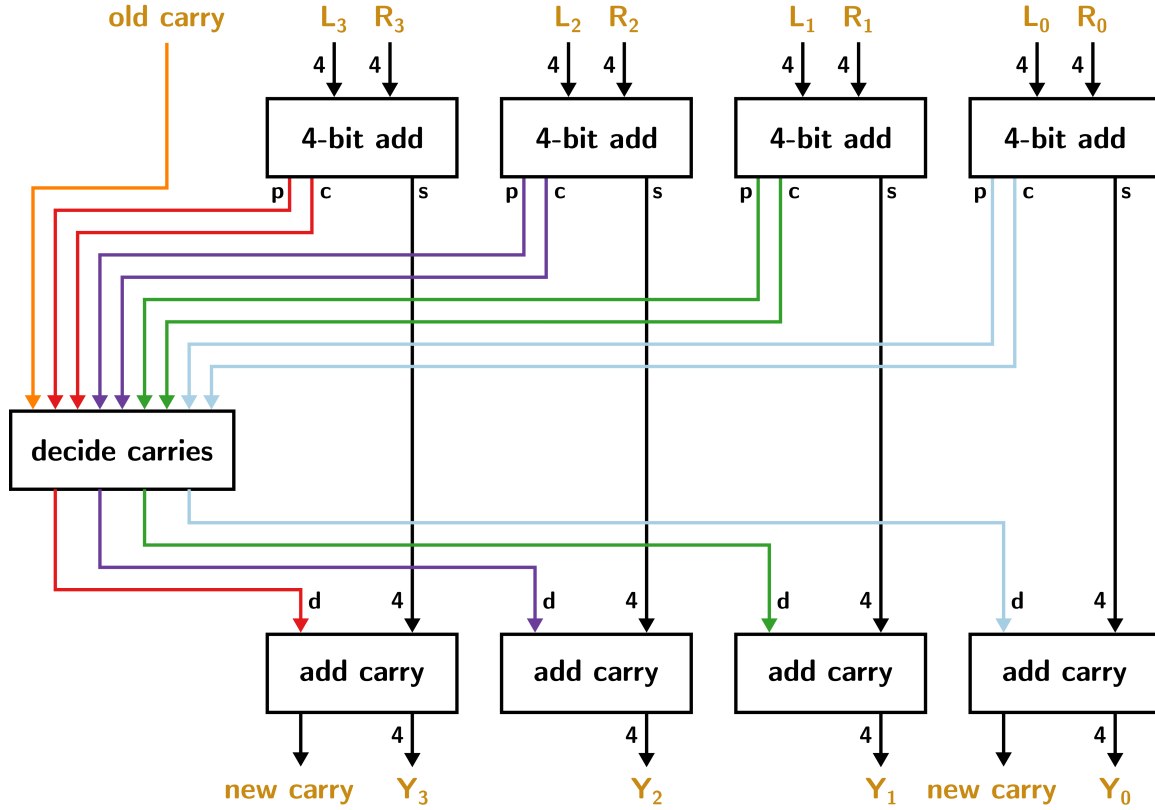 old carry L₃ R₃ L₂ R₂ L₁ R₁ L₀ R₀
4 4 4 4 4 4 4 4
4-bit add 4-bit add 4-bit add 4-bit add
p c s p c s p c s p c s
decide carries
d 4 d 4 d 4 d 4
add carry add carry add carry add carry
4 4 4 4
new carry Y₃ Y₂ Y₁ new carry Y₀